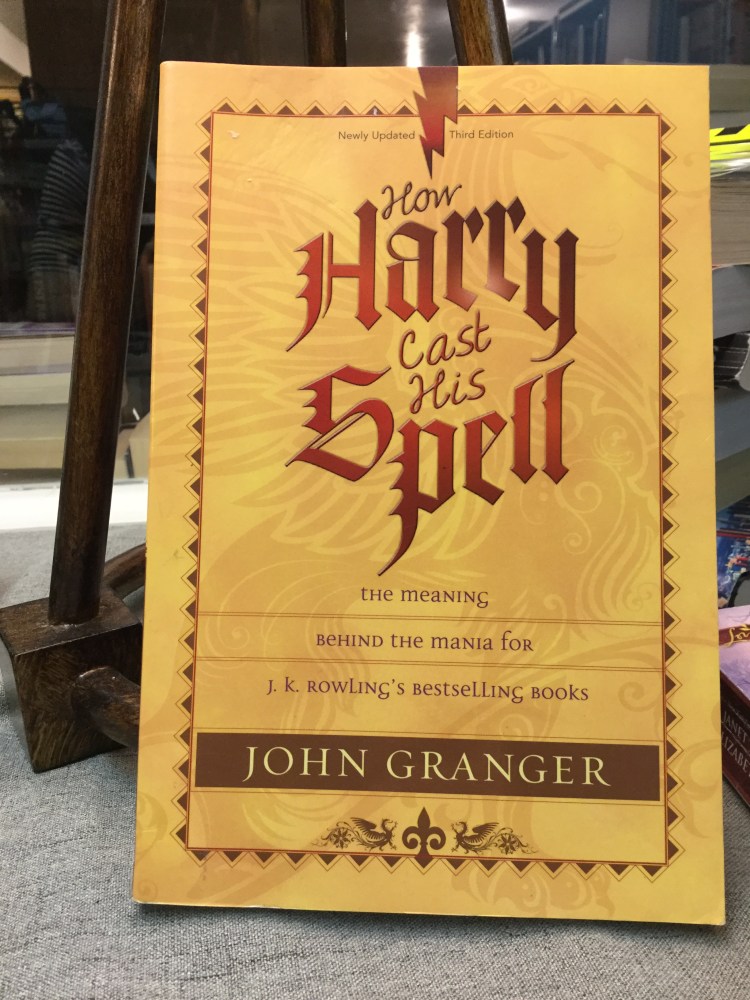 Newly Updated Third Edition
How
Harry
Cast
His
Spell
the meaning
behind the mania for
J. K. Rowling's bestselling books
JOHN GRANGER
JANET